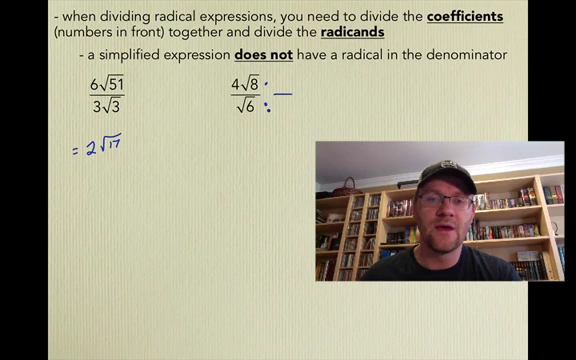 - when dividing radical expressions, you need to divide the coefficients
(numbers in front) together and divide the radicands
- a simplified expression does not have a radical in the denominator
6√51
3√3
4√8
√6
= 2√17